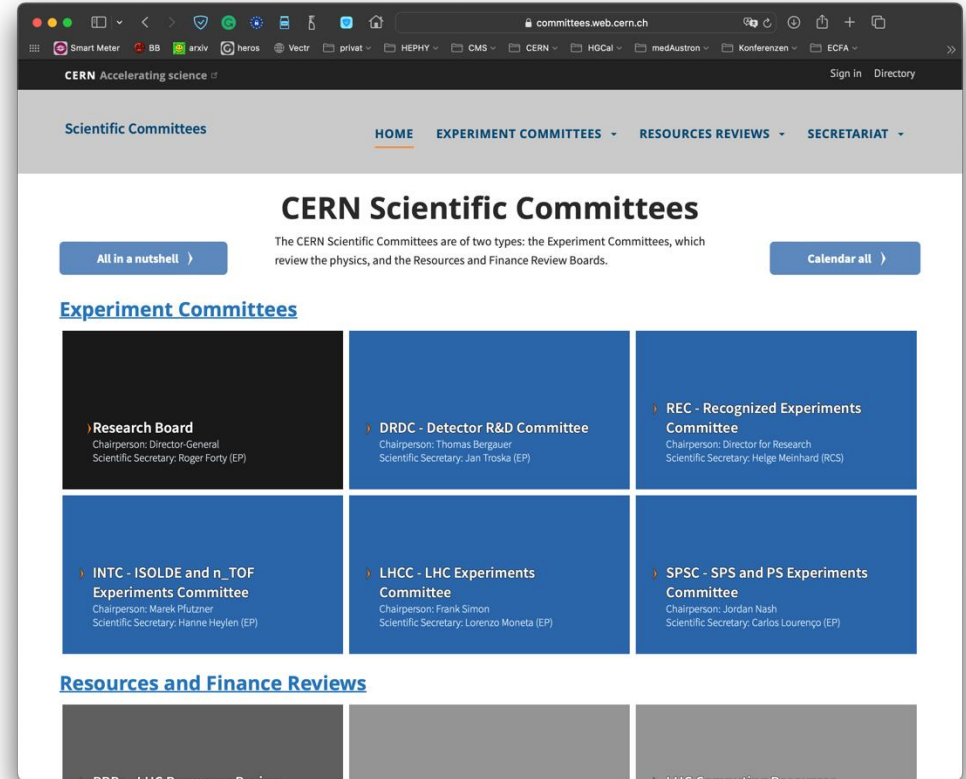 committees.web.cern.ch
Smart Meter BB arxiv heros Vectr privat HEPHY CMS CERN HGCal medAustron Konferenzen ECFA
CERN Accelerating science Sign in Directory
Scientific Committees
HOME EXPERIMENT COMMITTEES RESOURCES REVIEWS SECRETARIAT
CERN Scientific Committees
The CERN Scientific Committees are of two types: the Experiment Committees, which
review the physics, and the Resources and Finance Review Boards.
All in a nutshell
Calendar all
Experiment Committees
Research Board
Chairperson: Director-General
Scientific Secretary: Roger Forty (EP)
DRDC - Detector R&D Committee
Chairperson: Thomas Bergauer
Scientific Secretary: Jan Troska (EP)
REC - Recognized Experiments
Committee
Chairperson: Director for Research
Scientific Secretary: Helge Meinhard (RCS)
INTC - ISOLDE and n_TOF
Experiments Committee
Chairperson: Marek Pfutzner
Scientific Secretary: Hanne Heylen (EP)
LHCC - LHC Experiments
Committee
Chairperson: Frank Simon
Scientific Secretary: Lorenzo Moneta (EP)
SPSC - SPS and PS Experiments
Committee
Chairperson: Jordan Nash
Scientific Secretary: Carlos Lourenço (EP)
Resources and Finance Reviews